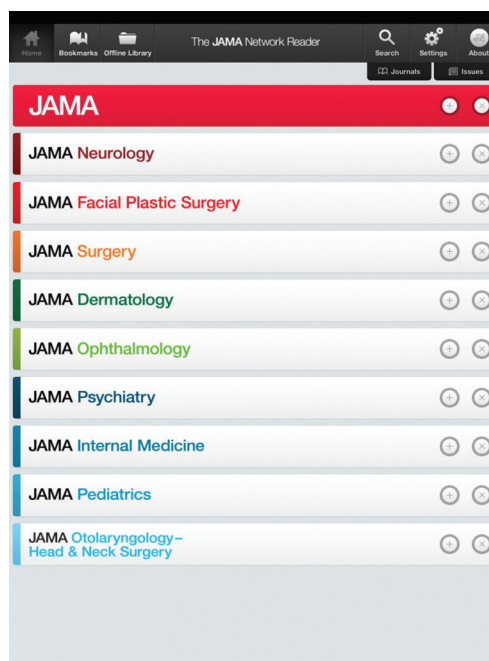 The JAMA Network Reader
Home
Bookmarks
Offline Library
Search
Settings
About
Journals
Issues
JAMA
JAMA Neurology
JAMA Facial Plastic Surgery
JAMA Surgery
JAMA Dermatology
JAMA Ophthalmology
JAMA Psychiatry
JAMA Internal Medicine
JAMA Pediatrics
JAMA Otolaryngology–
Head & Neck Surgery